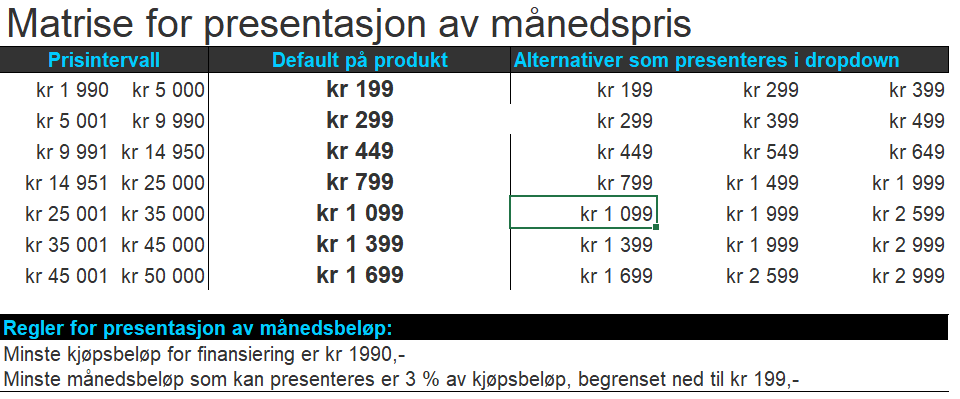 Matrise for presentasjon av månedspris
Prisintervall Default på produkt Alternativer som presenteres i dropdown
kr 1 990 kr 5 000 kr 199 kr 199 kr 299 kr 399
kr 5 001 kr 9 990 kr 299 kr 299 kr 399 kr 499
kr 9 991 kr 14 950 kr 449 kr 449 kr 549 kr 649
kr 14 951 kr 25 000 kr 799 kr 799 kr 1 499 kr 1 999
kr 25 001 kr 35 000 kr 1 099 kr 1 099 kr 1 999 kr 2 599
kr 35 001 kr 45 000 kr 1 399 kr 1 399 kr 1 999 kr 2 999
kr 45 001 kr 50 000 kr 1 699 kr 1 699 kr 2 599 kr 2 999
Regler for presentasjon av månedsbeløp:
Minste kjøpsbeløp for finansiering er kr 1990,-
Minste månedsbeløp som kan presenteres er 3 % av kjøpsbeløp, begrenset ned til kr 199,-